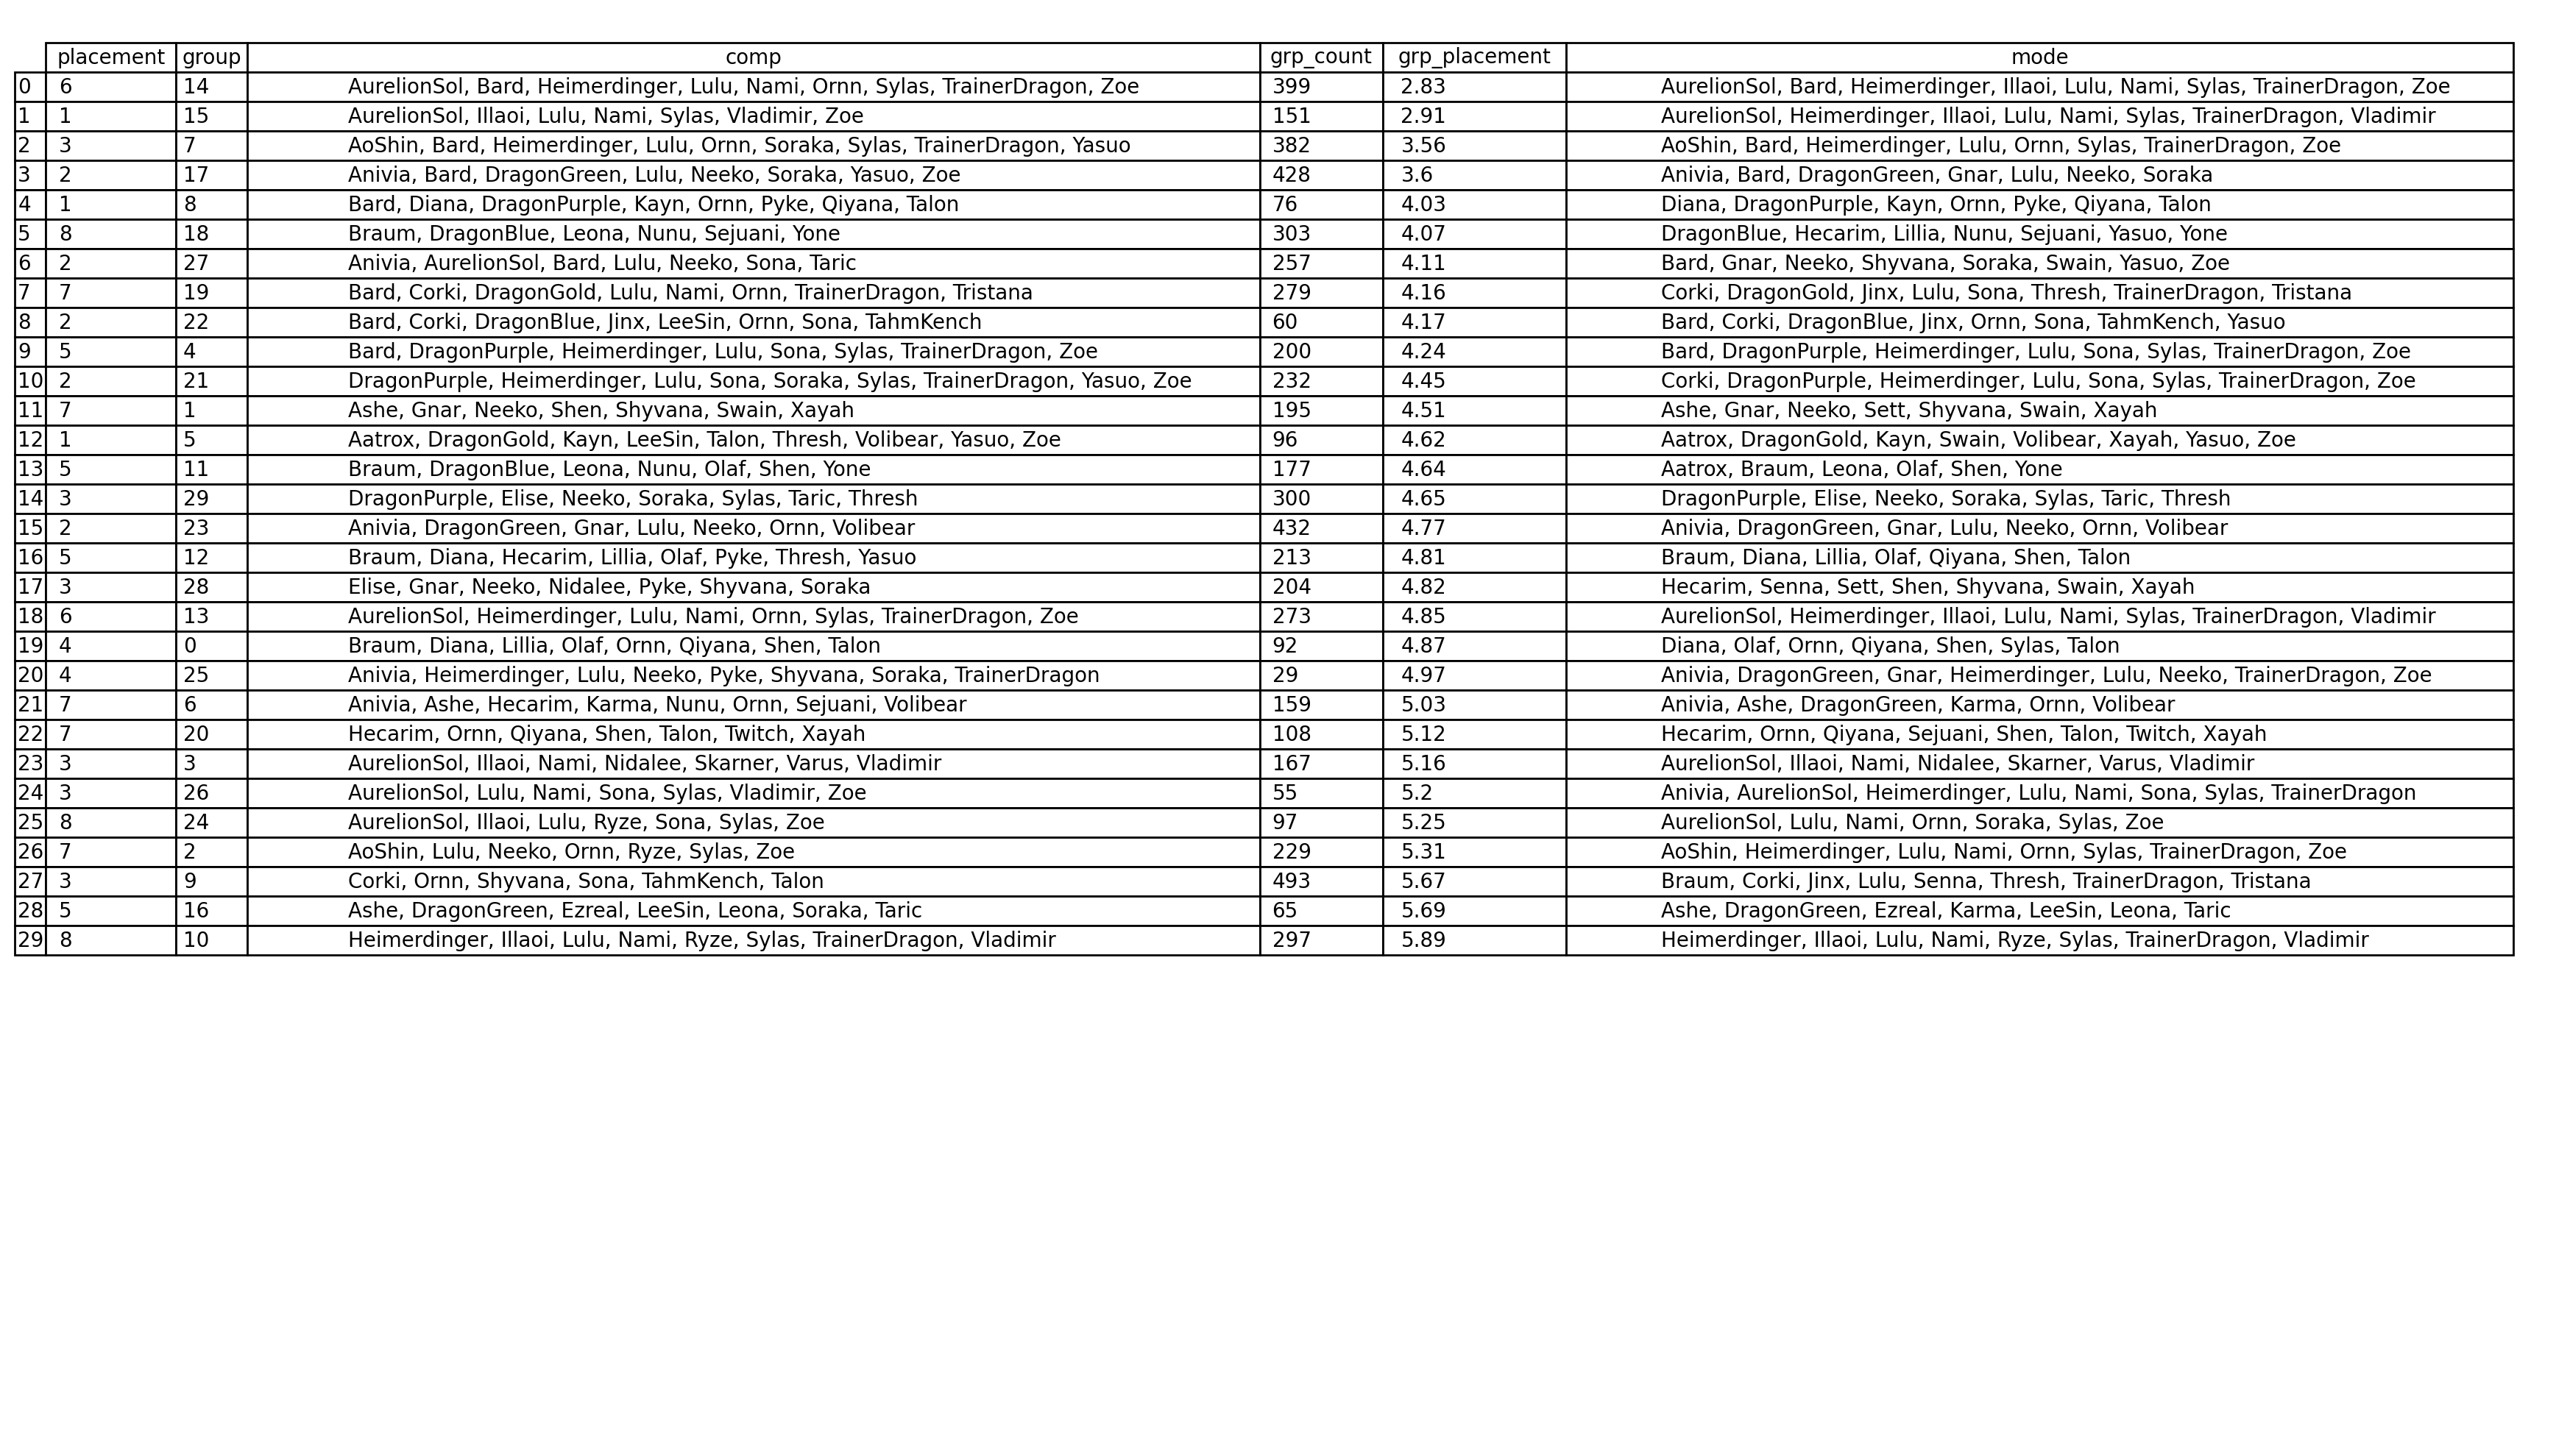 placement group comp grp_count grp_placement mode
0 6 14 AurelionSol, Bard, Heimerdinger, Lulu, Nami, Ornn, Sylas, TrainerDragon, Zoe 399 2.83 AurelionSol, Bard, Heimerdinger, Illaoi, Lulu, Nami, Sylas, TrainerDragon, Zoe
1 1 15 AurelionSol, Illaoi, Lulu, Nami, Sylas, Vladimir, Zoe 151 2.91 AurelionSol, Heimerdinger, Illaoi, Lulu, Nami, Sylas, TrainerDragon, Vladimir
2 3 7 AoShin, Bard, Heimerdinger, Lulu, Ornn, Soraka, Sylas, TrainerDragon, Yasuo 382 3.56 AoShin, Bard, Heimerdinger, Lulu, Ornn, Sylas, TrainerDragon, Zoe
3 2 17 Anivia, Bard, DragonGreen, Lulu, Neeko, Soraka, Yasuo, Zoe 428 3.6 Anivia, Bard, DragonGreen, Gnar, Lulu, Neeko, Soraka
4 1 8 Bard, Diana, DragonPurple, Kayn, Ornn, Pyke, Qiyana, Talon 76 4.03 Diana, DragonPurple, Kayn, Ornn, Pyke, Qiyana, Talon
5 8 18 Braum, DragonBlue, Leona, Nunu, Sejuani, Yone 303 4.07 DragonBlue, Hecarim, Lillia, Nunu, Sejuani, Yasuo, Yone
6 2 27 Anivia, AurelionSol, Bard, Lulu, Neeko, Sona, Taric 257 4.11 Bard, Gnar, Neeko, Shyvana, Soraka, Swain, Yasuo, Zoe
7 7 19 Bard, Corki, DragonGold, Lulu, Nami, Ornn, TrainerDragon, Tristana 279 4.16 Corki, DragonGold, Jinx, Lulu, Sona, Thresh, TrainerDragon, Tristana
8 2 22 Bard, Corki, DragonBlue, Jinx, LeeSin, Ornn, Sona, TahmKench 60 4.17 Bard, Corki, DragonBlue, Jinx, Ornn, Sona, TahmKench, Yasuo
9 5 4 Bard, DragonPurple, Heimerdinger, Lulu, Sona, Sylas, TrainerDragon, Zoe 200 4.24 Bard, DragonPurple, Heimerdinger, Lulu, Sona, Sylas, TrainerDragon, Zoe
10 2 21 DragonPurple, Heimerdinger, Lulu, Sona, Soraka, Sylas, TrainerDragon, Yasuo, Zoe 232 4.45 Corki, DragonPurple, Heimerdinger, Lulu, Sona, Sylas, TrainerDragon, Zoe
11 7 1 Ashe, Gnar, Neeko, Shen, Shyvana, Swain, Xayah 195 4.51 Ashe, Gnar, Neeko, Sett, Shyvana, Swain, Xayah
12 1 5 Aatrox, DragonGold, Kayn, LeeSin, Talon, Thresh, Volibear, Yasuo, Zoe 96 4.62 Aatrox, DragonGold, Kayn, Swain, Volibear, Xayah, Yasuo, Zoe
13 5 11 Braum, DragonBlue, Leona, Nunu, Olaf, Shen, Yone 177 4.64 Aatrox, Braum, Leona, Olaf, Shen, Yone
14 3 29 DragonPurple, Elise, Neeko, Soraka, Sylas, Taric, Thresh 300 4.65 DragonPurple, Elise, Neeko, Soraka, Sylas, Taric, Thresh
15 2 23 Anivia, DragonGreen, Gnar, Lulu, Neeko, Ornn, Volibear 432 4.77 Anivia, DragonGreen, Gnar, Lulu, Neeko, Ornn, Volibear
16 5 12 Braum, Diana, Hecarim, Lillia, Olaf, Pyke, Thresh, Yasuo 213 4.81 Braum, Diana, Lillia, Olaf, Qiyana, Shen, Talon
17 3 28 Elise, Gnar, Neeko, Nidalee, Pyke, Shyvana, Soraka 204 4.82 Hecarim, Senna, Sett, Shen, Shyvana, Swain, Xayah
18 6 13 AurelionSol, Heimerdinger, Lulu, Nami, Ornn, Sylas, TrainerDragon, Zoe 273 4.85 AurelionSol, Heimerdinger, Illaoi, Lulu, Nami, Sylas, TrainerDragon, Vladimir
19 4 0 Braum, Diana, Lillia, Olaf, Ornn, Qiyana, Shen, Talon 92 4.87 Diana, Olaf, Ornn, Qiyana, Shen, Sylas, Talon
20 4 25 Anivia, Heimerdinger, Lulu, Neeko, Pyke, Shyvana, Soraka, TrainerDragon 29 4.97 Anivia, DragonGreen, Gnar, Heimerdinger, Lulu, Neeko, TrainerDragon, Zoe
21 7 6 Anivia, Ashe, Hecarim, Karma, Nunu, Ornn, Sejuani, Volibear 159 5.03 Anivia, Ashe, DragonGreen, Karma, Ornn, Volibear
22 7 20 Hecarim, Ornn, Qiyana, Shen, Talon, Twitch, Xayah 108 5.12 Hecarim, Ornn, Qiyana, Sejuani, Shen, Talon, Twitch, Xayah
23 3 3 AurelionSol, Illaoi, Nami, Nidalee, Skarner, Varus, Vladimir 167 5.16 AurelionSol, Illaoi, Nami, Nidalee, Skarner, Varus, Vladimir
24 3 26 AurelionSol, Lulu, Nami, Sona, Sylas, Vladimir, Zoe 55 5.2 Anivia, AurelionSol, Heimerdinger, Lulu, Nami, Sona, Sylas, TrainerDragon
25 8 24 AurelionSol, Illaoi, Lulu, Ryze, Sona, Sylas, Zoe 97 5.25 AurelionSol, Lulu, Nami, Ornn, Soraka, Sylas, Zoe
26 7 2 AoShin, Lulu, Neeko, Ornn, Ryze, Sylas, Zoe 229 5.31 AoShin, Heimerdinger, Lulu, Nami, Ornn, Sylas, TrainerDragon, Zoe
27 3 9 Corki, Ornn, Shyvana, Sona, TahmKench, Talon 493 5.67 Braum, Corki, Jinx, Lulu, Senna, Thresh, TrainerDragon, Tristana
28 5 16 Ashe, DragonGreen, Ezreal, LeeSin, Leona, Soraka, Taric 65 5.69 Ashe, DragonGreen, Ezreal, Karma, LeeSin, Leona, Taric
29 8 10 Heimerdinger, Illaoi, Lulu, Nami, Ryze, Sylas, TrainerDragon, Vladimir 297 5.89 Heimerdinger, Illaoi, Lulu, Nami, Ryze, Sylas, TrainerDragon, Vladimir